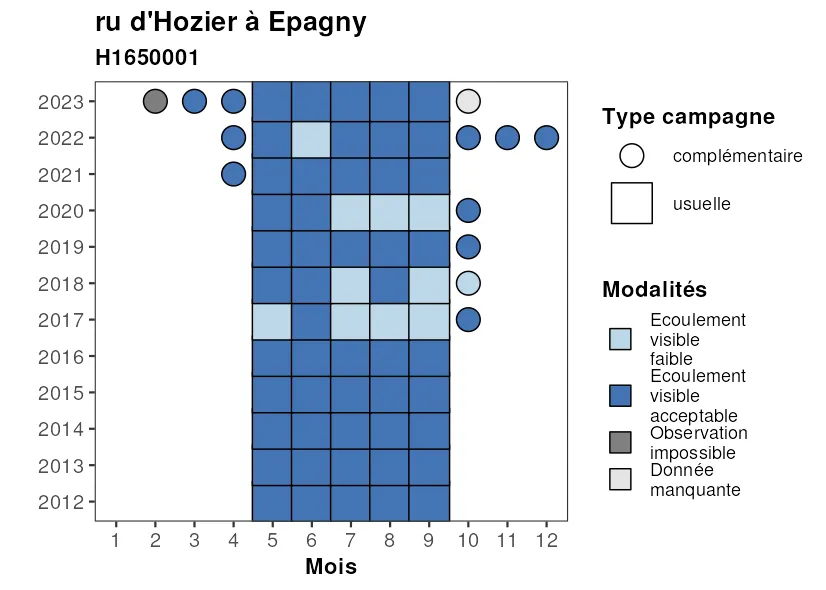 ru d'Hozier à Epagny
H1650001
2023
2022
2021
2020
2019
2018
2017
2016
2015
2014
2013
2012
1 2 3 4 5 6 7 8 9 10 11 12
Mois
Type campagne
complémentaire
usuelle
Modalités
Ecoulement
visible
faible
Ecoulement
visible
acceptable
Observation
impossible
Donnée
manquante